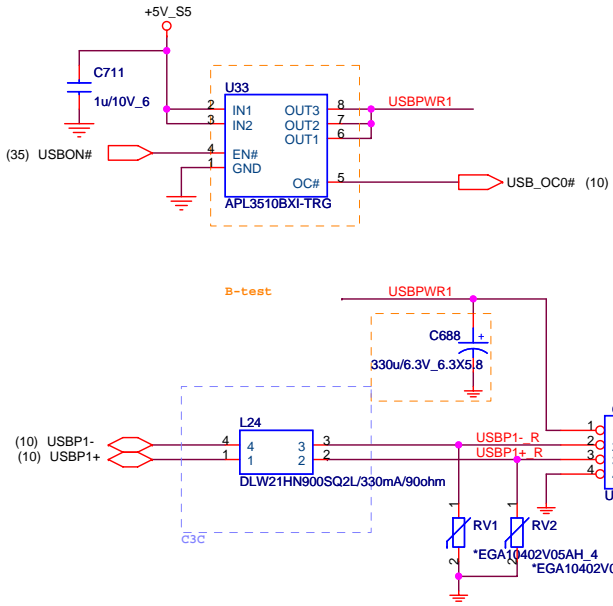 +5V_S5
C711
1u/10V_6
U33
2 IN1 OUT3 8 USBPWR1
3 IN2 OUT2 7
OUT1 6
(35) USBON# 4 EN#
1 GND
OC# 5 USB_OC0# (10)
APL3510BXI-TRG
B-test
USBPWR1
C688 +
330u/6.3V_6.3X5.8
L24
1
(10) USBP1- 4 4 3 3 USBP1-_R 2
(10) USBP1+ 1 1 2 2 USBP1+_R 3
4
DLW21HN900SQ2L/330mA/90ohm
U
1 1
RV1 RV2
C3C
2 2
*EGA10402V05AH_4
*EGA10402V0